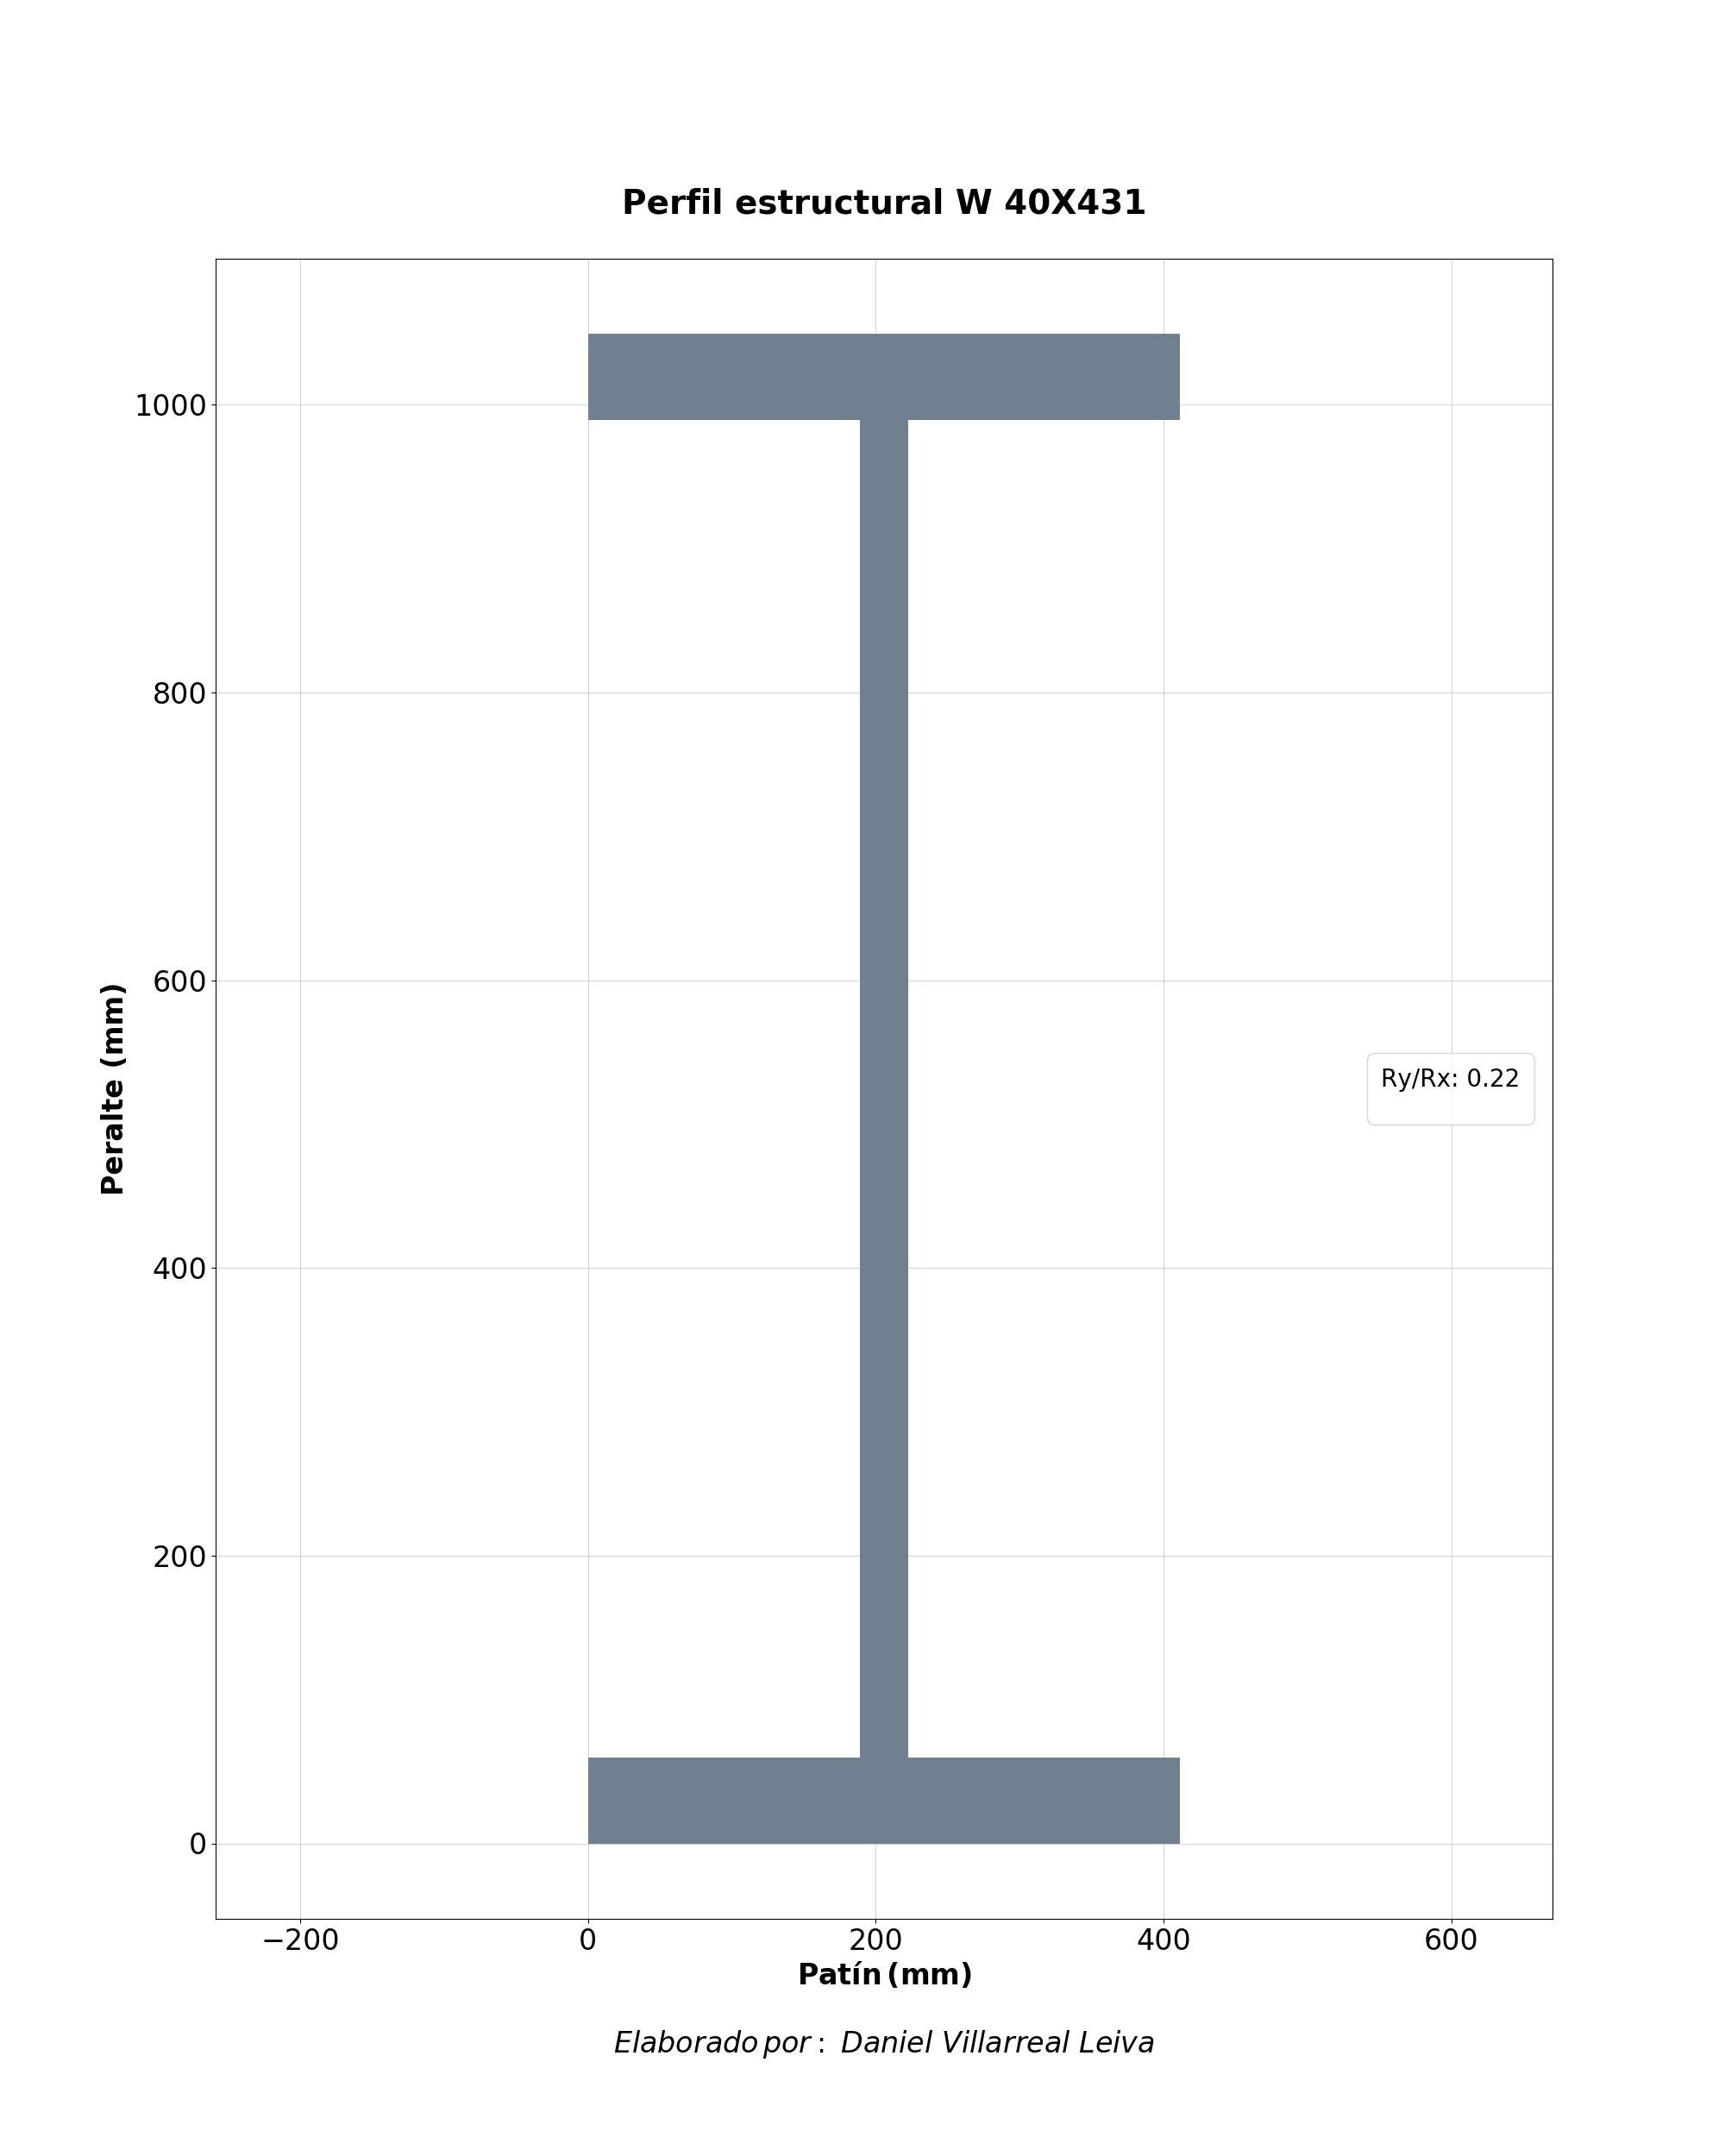 Perfil estructural W 40X431
Peralte (mm)
1000
800
600
400
200
0
Ry/Rx: 0.22
−200 0 200 400 600
Patín (mm)
Elaborado por: Daniel Villarreal Leiva